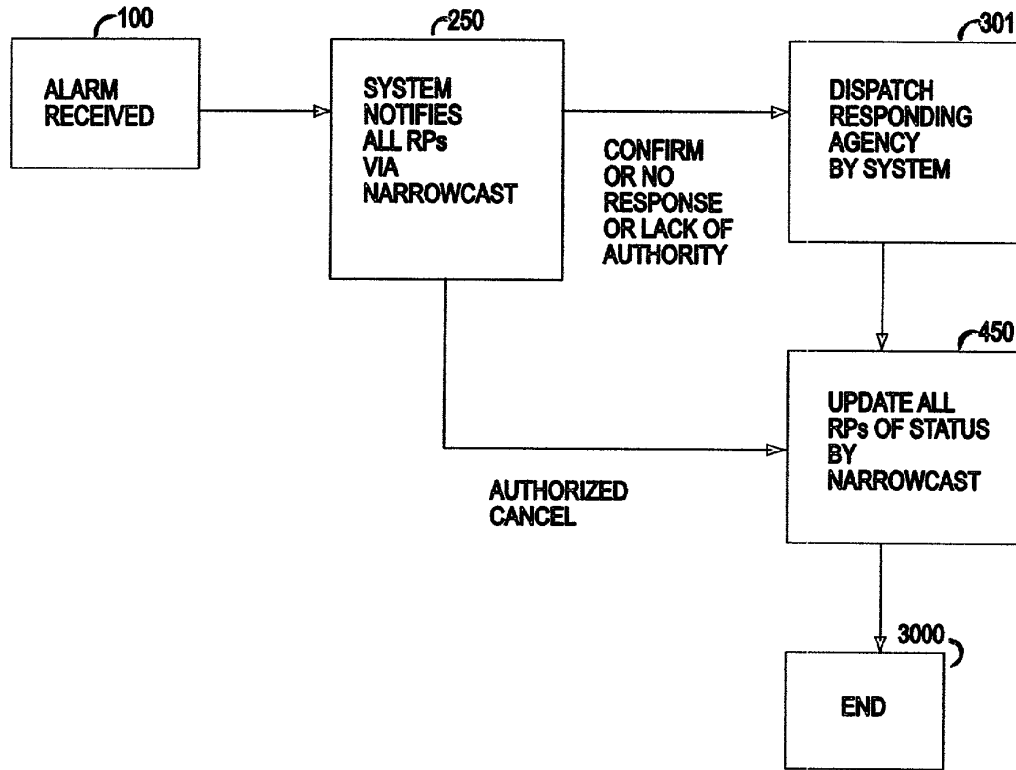 100
ALARM
RECEIVED
250
SYSTEM
NOTIFIES
ALL RPs
VIA
NARROWCAST
CONFIRM
OR NO
RESPONSE
OR LACK OF
AUTHORITY
301
DISPATCH
RESPONDING
AGENCY
BY SYSTEM
AUTHORIZED
CANCEL
450
UPDATE ALL
RPs OF STATUS
BY
NARROWCAST
3000
END